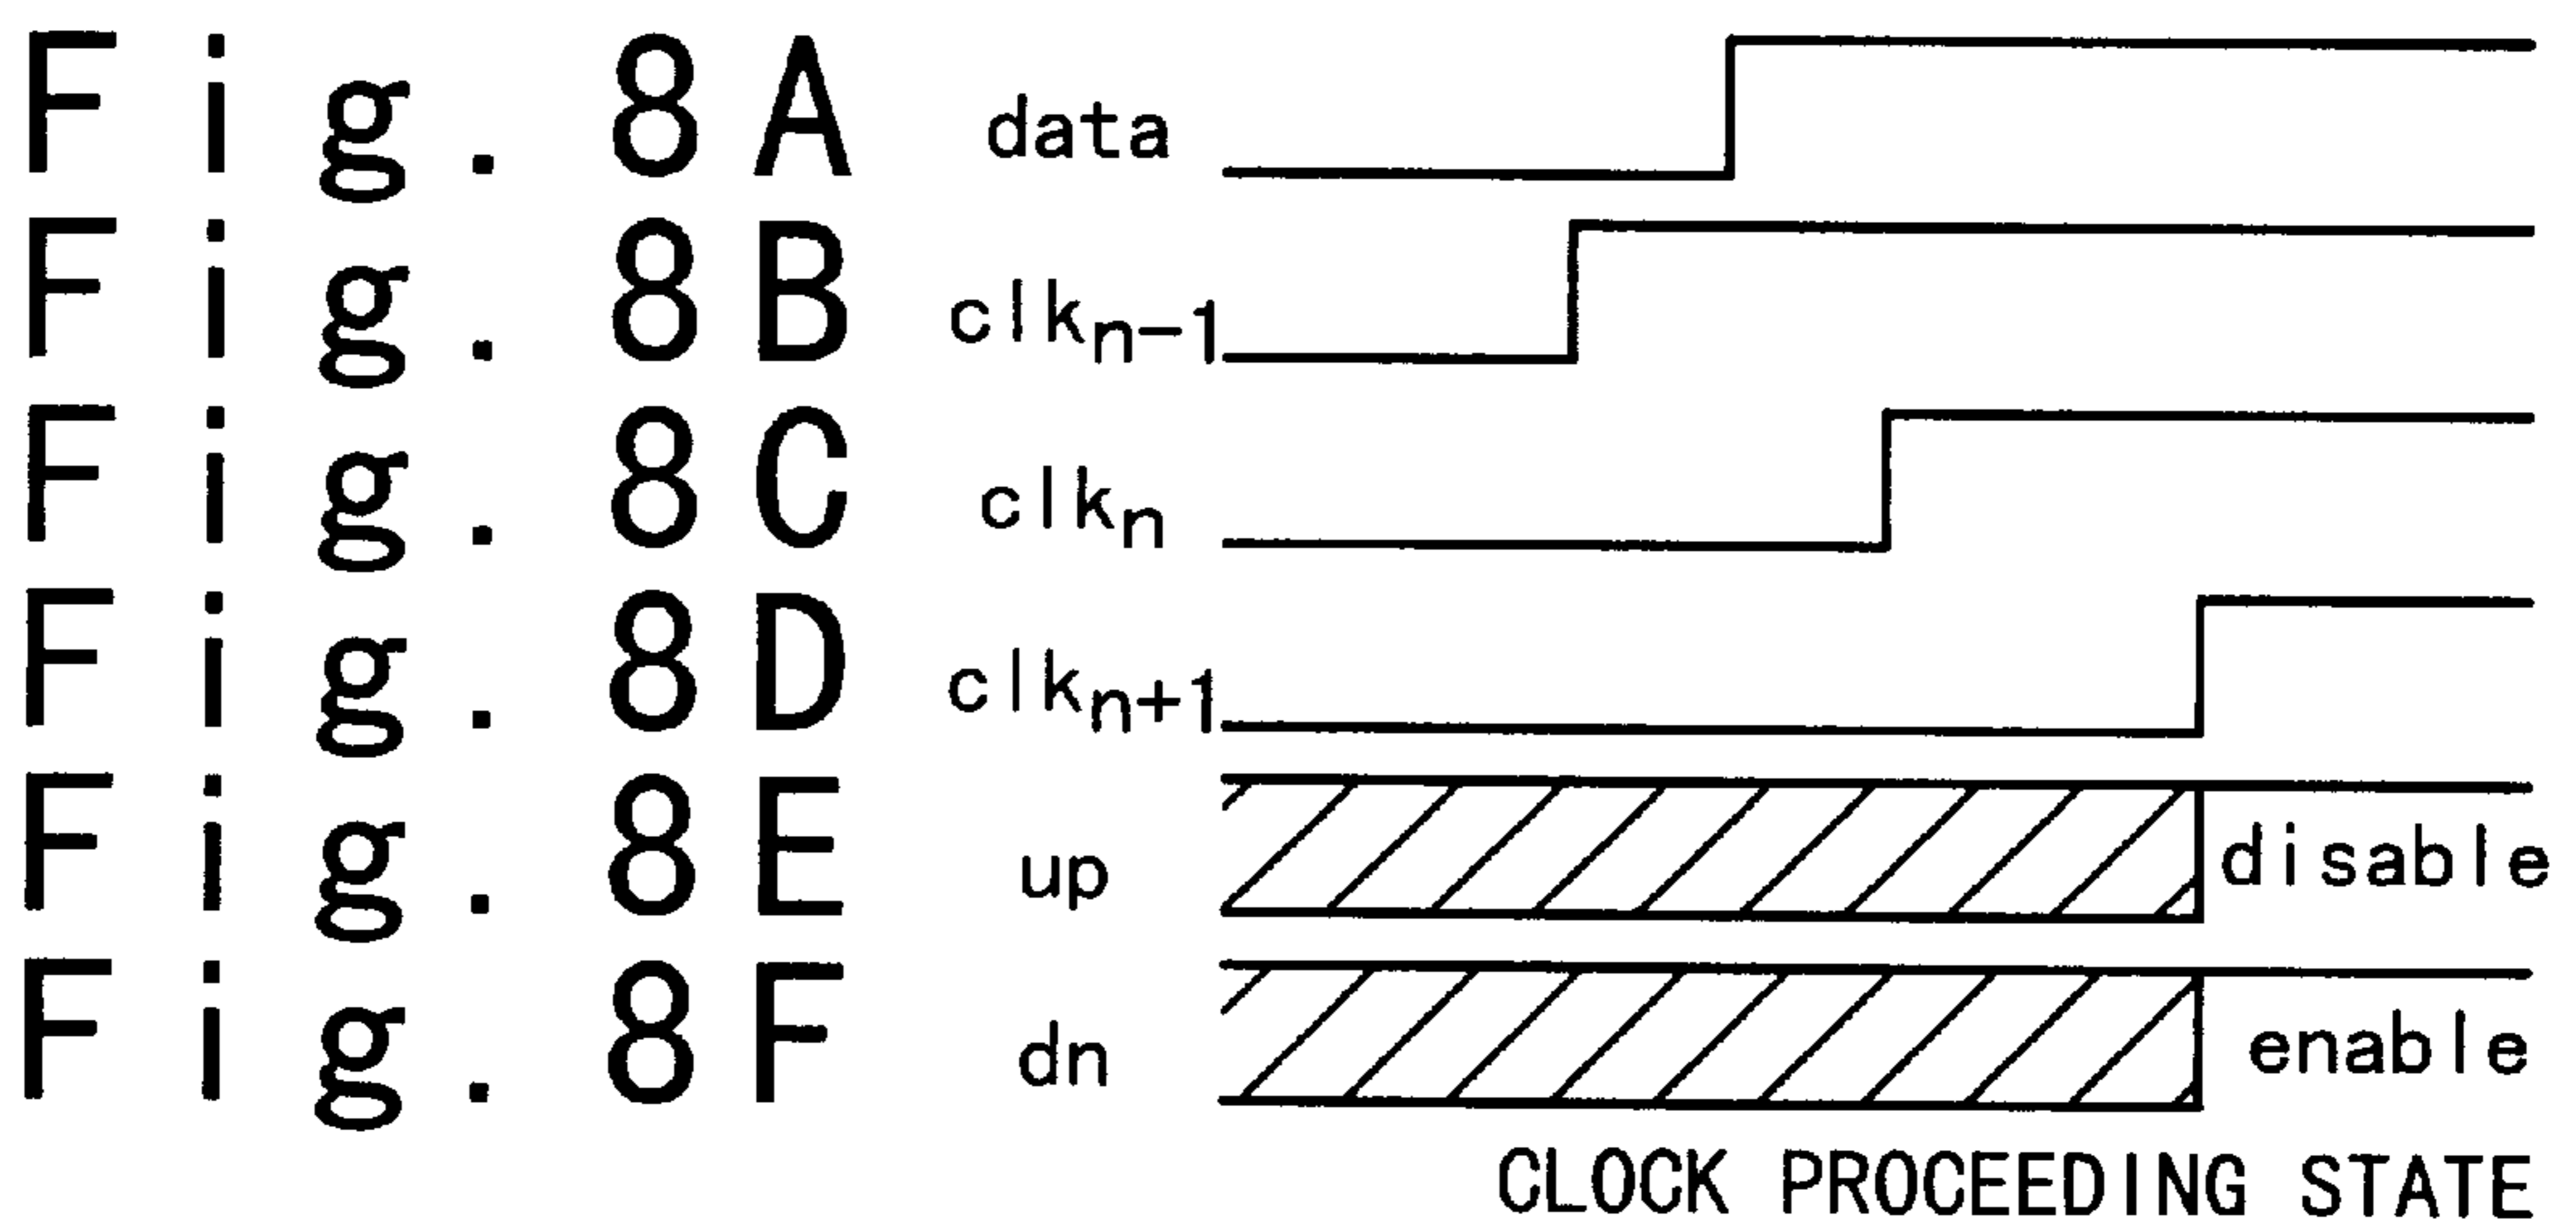 Fig. 8A data
Fig. 8B clkn-1
Fig. 8C clkn
Fig. 8D clkn+1
Fig. 8E up disable
Fig. 8F dn enable
CLOCK PROCEEDING STATE